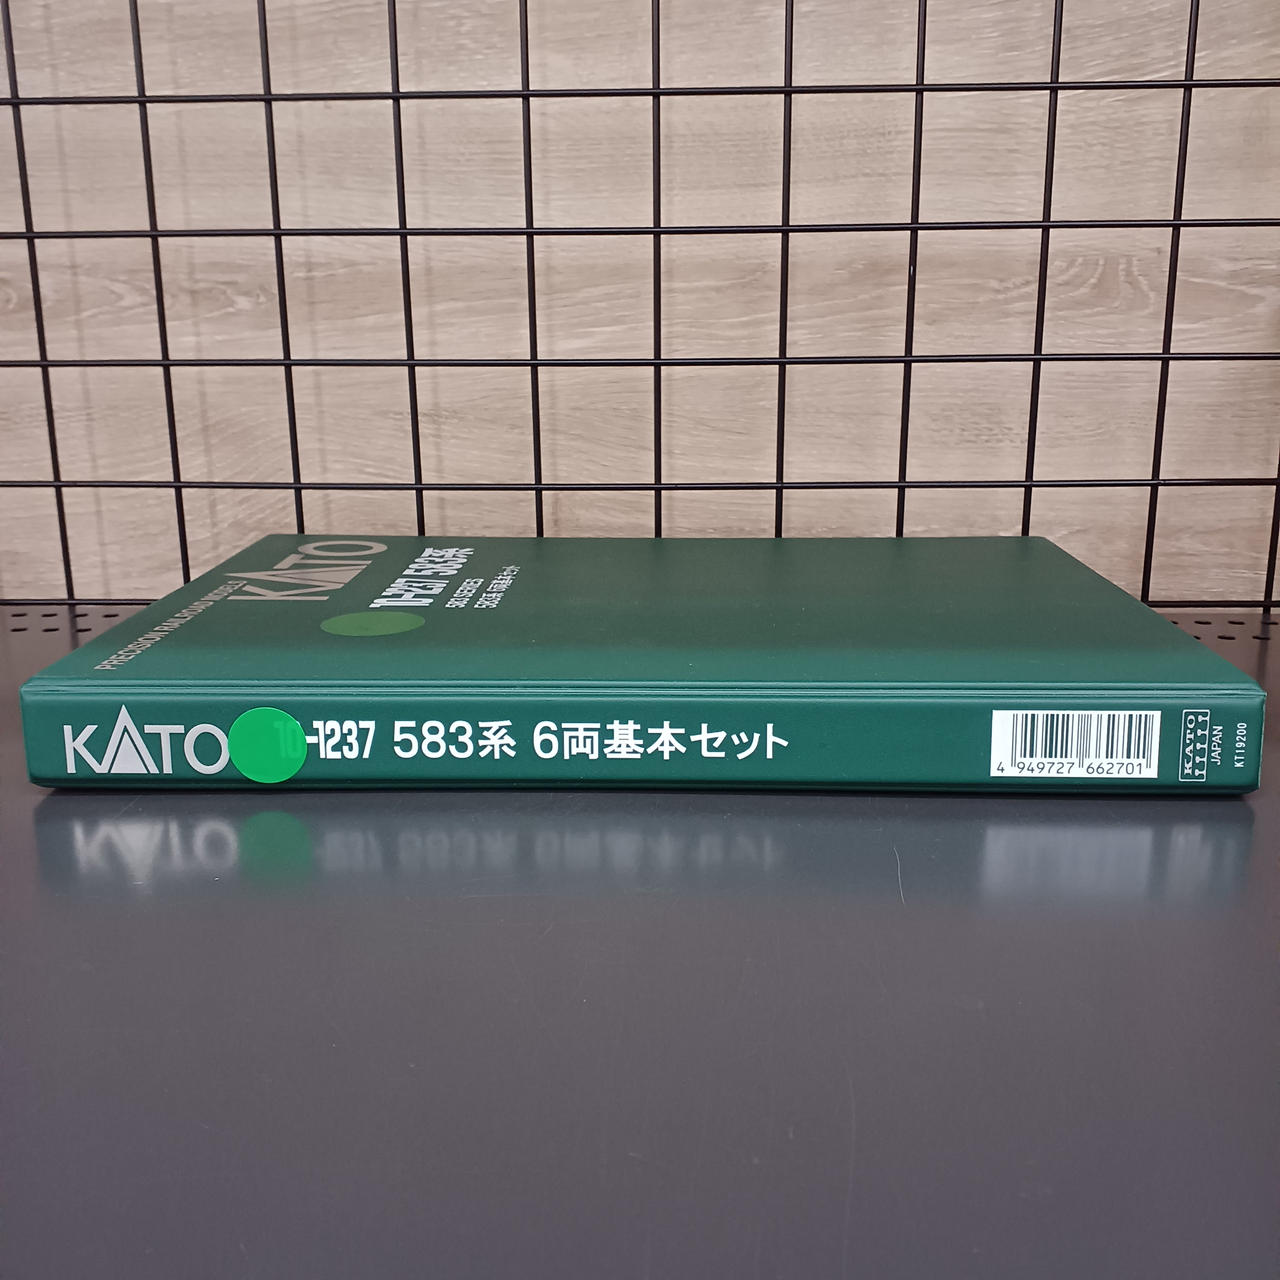 KATO
PRECISION RAILROAD MODELS
10-1237 583系
583 SERIES
583系 6両基本セット
KATO 10-1237 583系 6両基本セット
4 949727 662701
KATO
JAPAN
KT19200